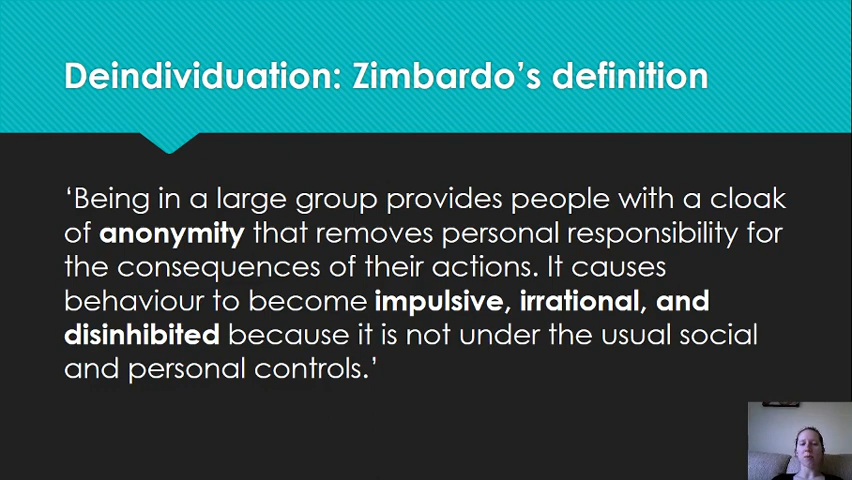 Deindividuation: Zimbardo’s definition
‘Being in a large group provides people with a cloak
of anonymity that removes personal responsibility for
the consequences of their actions. It causes
behaviour to become impulsive, irrational, and
disinhibited because it is not under the usual social
and personal controls.’